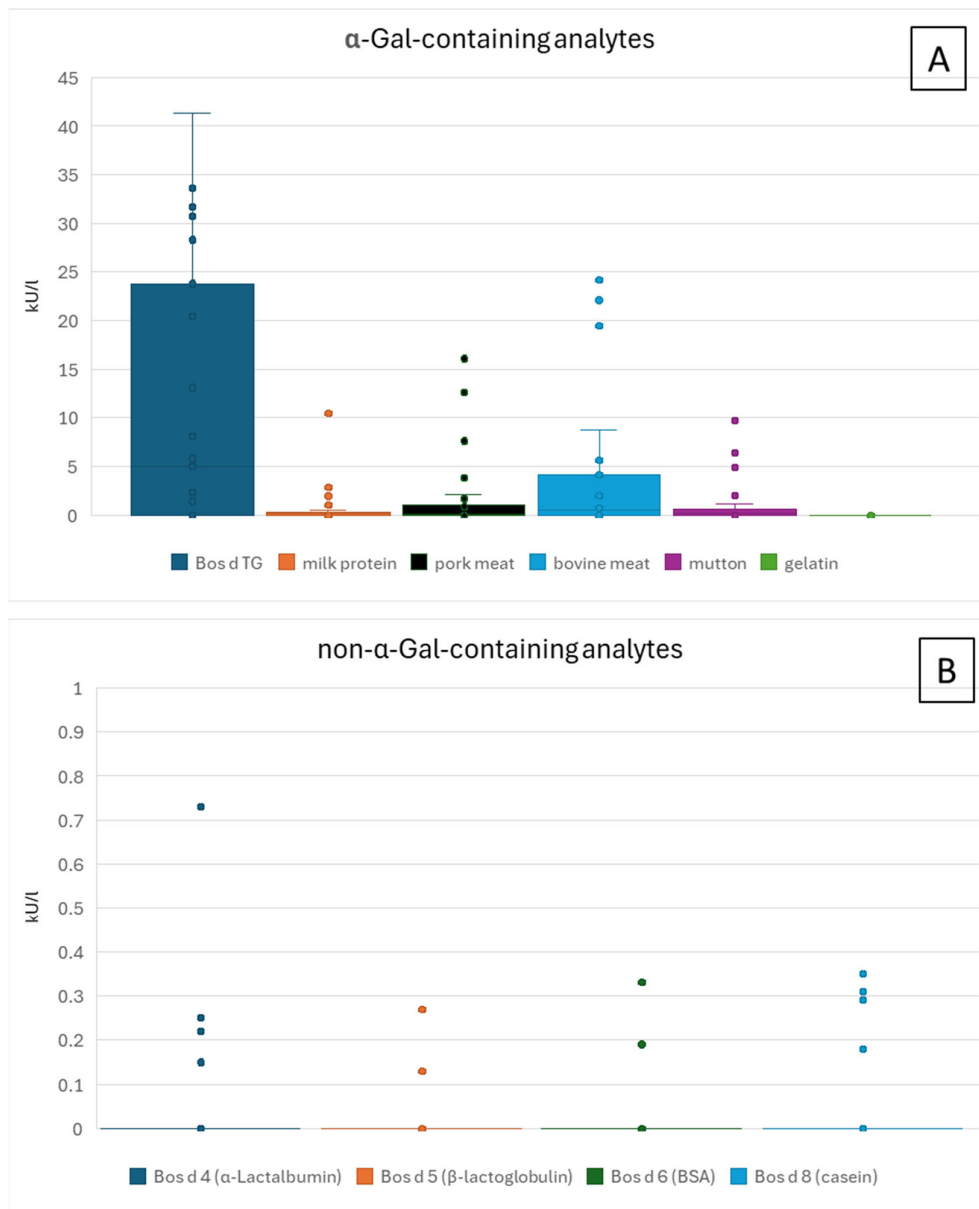 α-Gal-containing analytes
A
45
40
35
30
25
20
15
10
5
0
kU/l
Bos d TG milk protein pork meat bovine meat mutton gelatin
non-α-Gal-containing analytes
B
1
0.9
0.8
0.7
0.6
0.5
0.4
0.3
0.2
0.1
0
kU/l
Bos d 4 (α-Lactalbumin) Bos d 5 (β-lactoglobulin) Bos d 6 (BSA) Bos d 8 (casein)